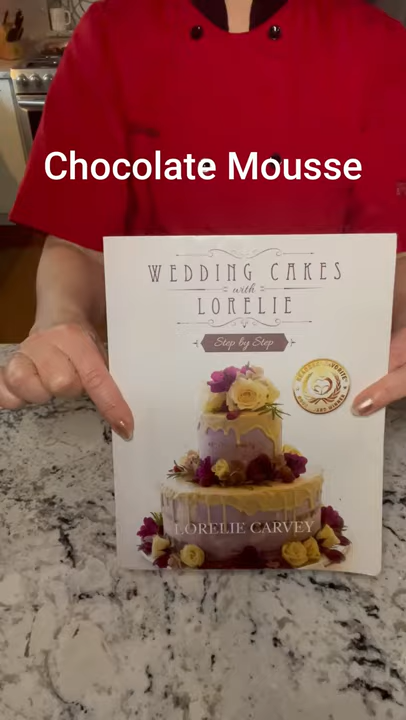 Chocolate Mousse
WEDDING CAKES
with
LORELIE
Step by Step
LORELIE CARVEY